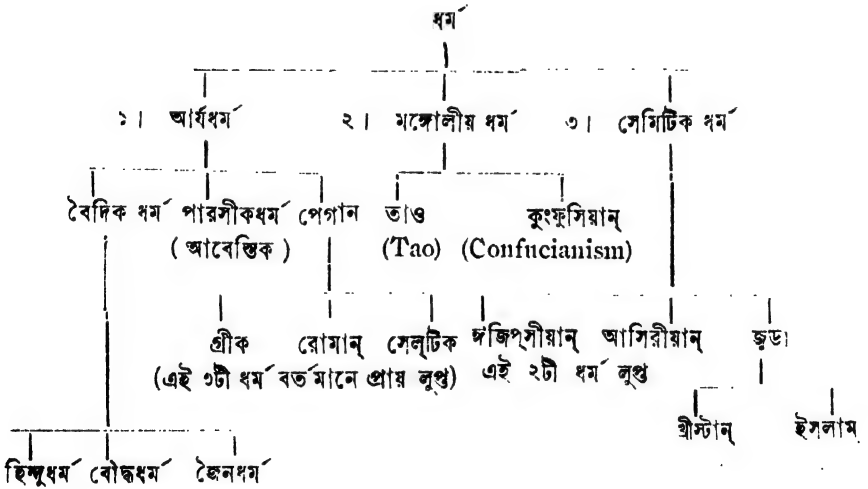 ধর্ম
১। আর্যধর্ম ২। মঙ্গোলীয় ধর্ম ৩। সেমিটিক ধর্ম
বৈদিক ধর্ম পারসীকধর্ম পেগান তাও কুংফুসিয়ান্
(আবেস্তিক) (Tao) (Confucianism)
গ্রীক রোমান্ সেল্‌টিক ঈজিপ্‌সীয়ান্ আসিরীয়ান্ জুডা
(এই ৩টী ধর্ম বর্তমানে প্রায় লুপ্ত) এই ২টী ধর্ম লুপ্ত
খ্রীস্টান্ ইসলাম
হিন্দুধর্ম বৌদ্ধধর্ম জৈনধর্ম